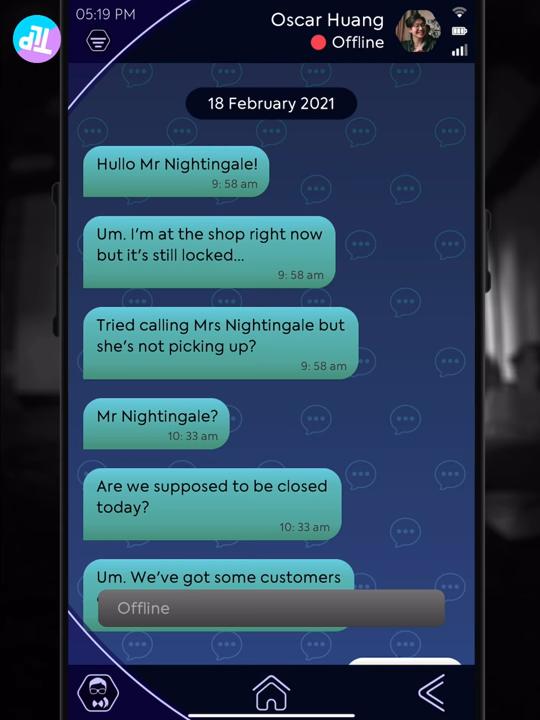 05:19 PM
Oscar Huang
Offline
18 February 2021
Hullo Mr Nightingale!
9: 58 am
Um. I'm at the shop right now
but it's still locked...
9: 58 am
Tried calling Mrs Nightingale but
she's not picking up?
9: 58 am
Mr Nightingale?
10: 33 am
Are we supposed to be closed
today?
10: 33 am
Um. We've got some customers
Offline